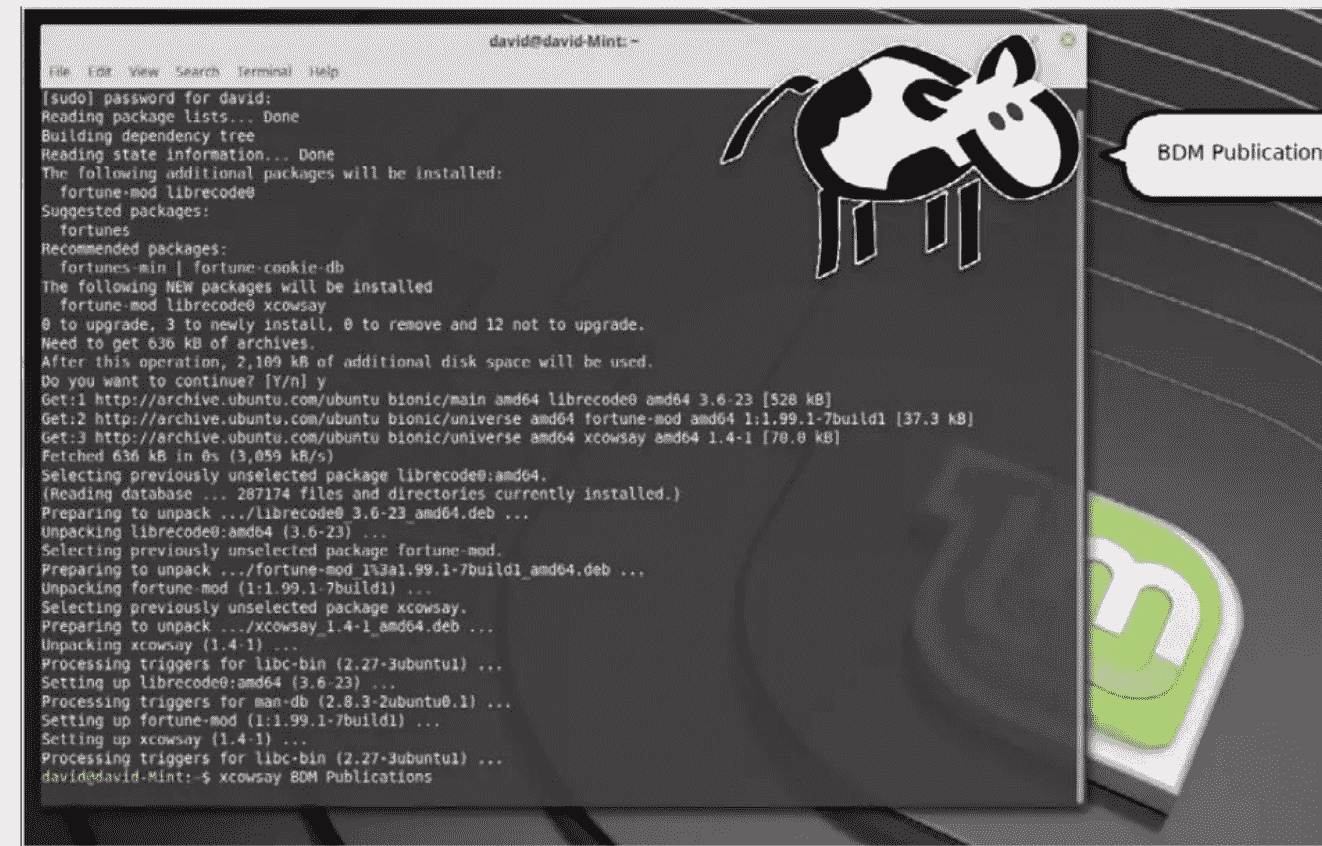 david@david-Mint: ~
File Edit View Search Terminal Help
[sudo] password for david:
Reading package lists... Done
Building dependency tree
Reading state information... Done
The following additional packages will be installed:
fortune-mod librecode0
Suggested packages:
fortunes
Recommended packages:
fortunes-min | fortune-cookie-db
The following NEW packages will be installed
fortune-mod librecode0 xcowsay
0 to upgrade, 3 to newly install, 0 to remove and 12 not to upgrade.
Need to get 636 kB of archives.
After this operation, 2,109 kB of additional disk space will be used.
Do you want to continue? [Y/n] y
Get:1 http://archive.ubuntu.com/ubuntu bionic/main amd64 librecode0 amd64 3.6-23 [528 kB]
Get:2 http://archive.ubuntu.com/ubuntu bionic/universe amd64 fortune-mod amd64 1:1.99.1-7build1 [37.3 kB]
Get:3 http://archive.ubuntu.com/ubuntu bionic/universe amd64 xcowsay amd64 1.4-1 [70.0 kB]
Fetched 636 kB in 0s (3,059 kB/s)
Selecting previously unselected package librecode0:amd64.
(Reading database ... 287174 files and directories currently installed.)
Preparing to unpack .../librecode0_3.6-23_amd64.deb ...
Unpacking librecode0:amd64 (3.6-23) ...
Selecting previously unselected package fortune-mod.
Preparing to unpack .../fortune-mod_1%3a1.99.1-7build1_amd64.deb ...
Unpacking fortune-mod (1:1.99.1-7build1) ...
Selecting previously unselected package xcowsay.
Preparing to unpack .../xcowsay_1.4-1_amd64.deb ...
Unpacking xcowsay (1.4-1) ...
Processing triggers for libc-bin (2.27-3ubuntu1) ...
Setting up librecode0:amd64 (3.6-23) ...
Processing triggers for man-db (2.8.3-2ubuntu0.1) ...
Setting up fortune-mod (1:1.99.1-7build1) ...
Setting up xcowsay (1.4-1) ...
Processing triggers for libc-bin (2.27-3ubuntu1) ...
david@david-Mint:~$ xcowsay BDM Publications
BDM Publication